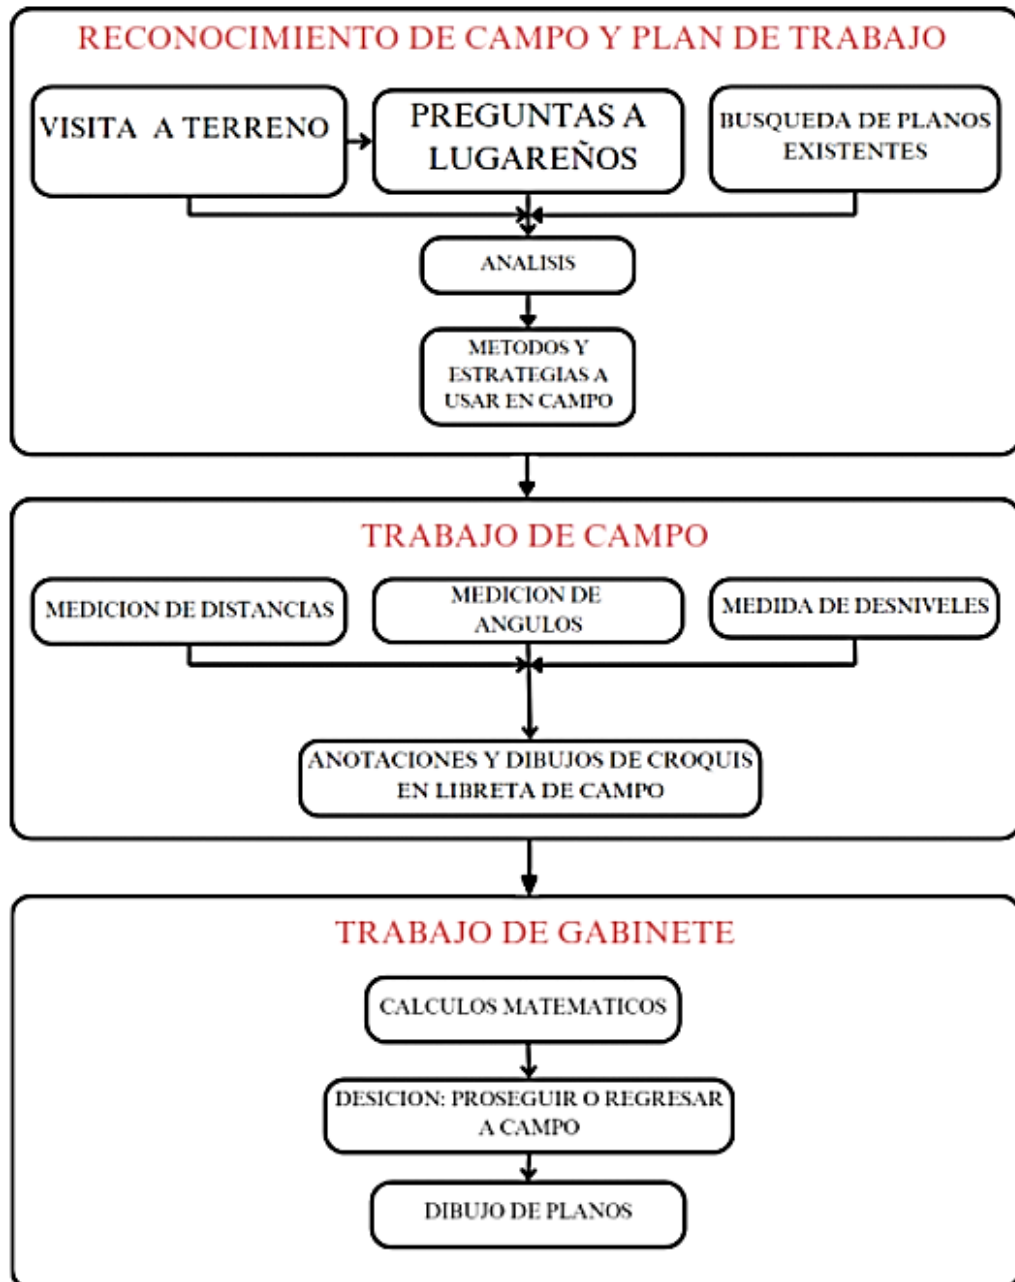 RECONOCIMIENTO DE CAMPO Y PLAN DE TRABAJO
VISITA A TERRENO
PREGUNTAS A
LUGAREÑOS
BUSQUEDA DE PLANOS
EXISTENTES
ANALISIS
METODOS Y
ESTRATEGIAS A
USAR EN CAMPO
TRABAJO DE CAMPO
MEDICION DE DISTANCIAS
MEDICION DE
ANGULOS
MEDIDA DE DESNIVELES
ANOTACIONES Y DIBUJOS DE CROQUIS
EN LIBRETA DE CAMPO
TRABAJO DE GABINETE
CALCULOS MATEMATICOS
DESICION: PROSEGUIR O REGRESAR
A CAMPO
DIBUJO DE PLANOS